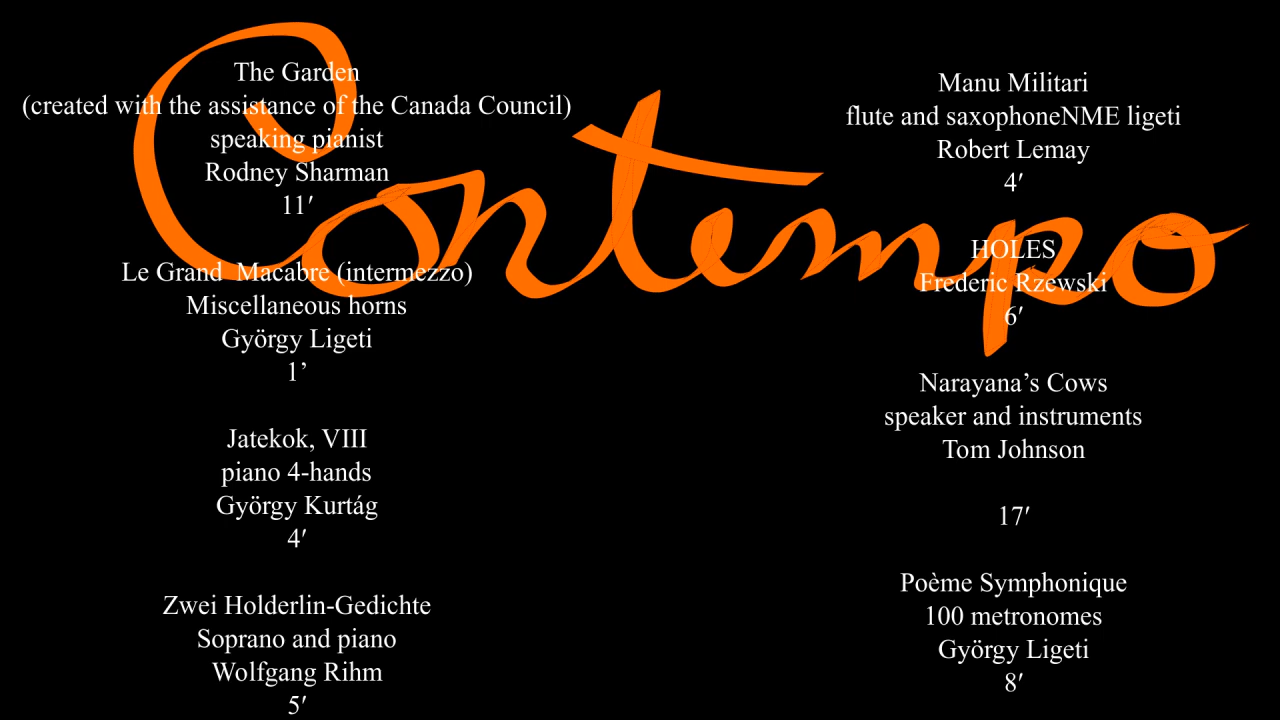 Contempo
The Garden
(created with the assistance of the Canada Council)
speaking pianist
Rodney Sharman
11′
Le Grand  Macabre (intermezzo)
Miscellaneous horns
György Ligeti
1’
Jatekok, VIII
piano 4-hands
György Kurtág
4′
Zwei Holderlin-Gedichte
Soprano and piano
Wolfgang Rihm
5′
Manu Militari
flute and saxophoneNME ligeti
Robert Lemay
4′
HOLES
Frederic Rzewski
6′
Narayana’s Cows
speaker and instruments
Tom Johnson
17′
Poème Symphonique
100 metronomes
György Ligeti
8′